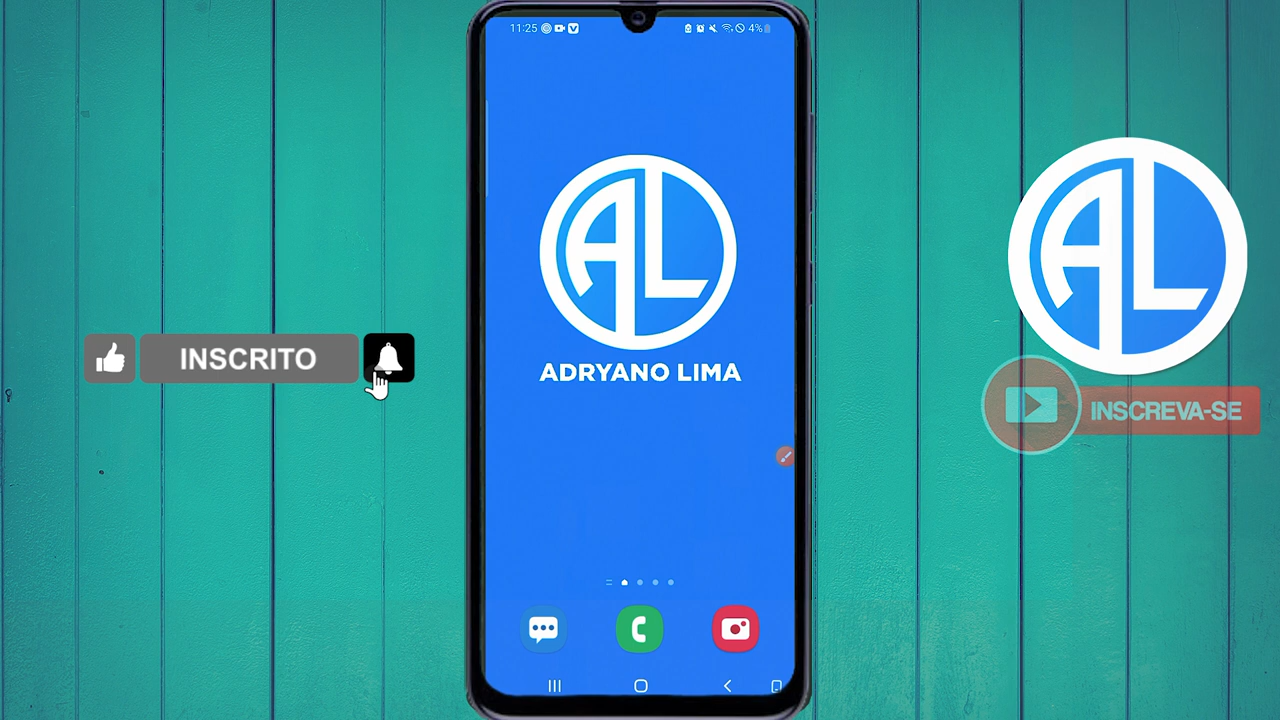 11:25
4%
AL
ADRYANO LIMA
INSCRITO
AL
INSCREVA-SE